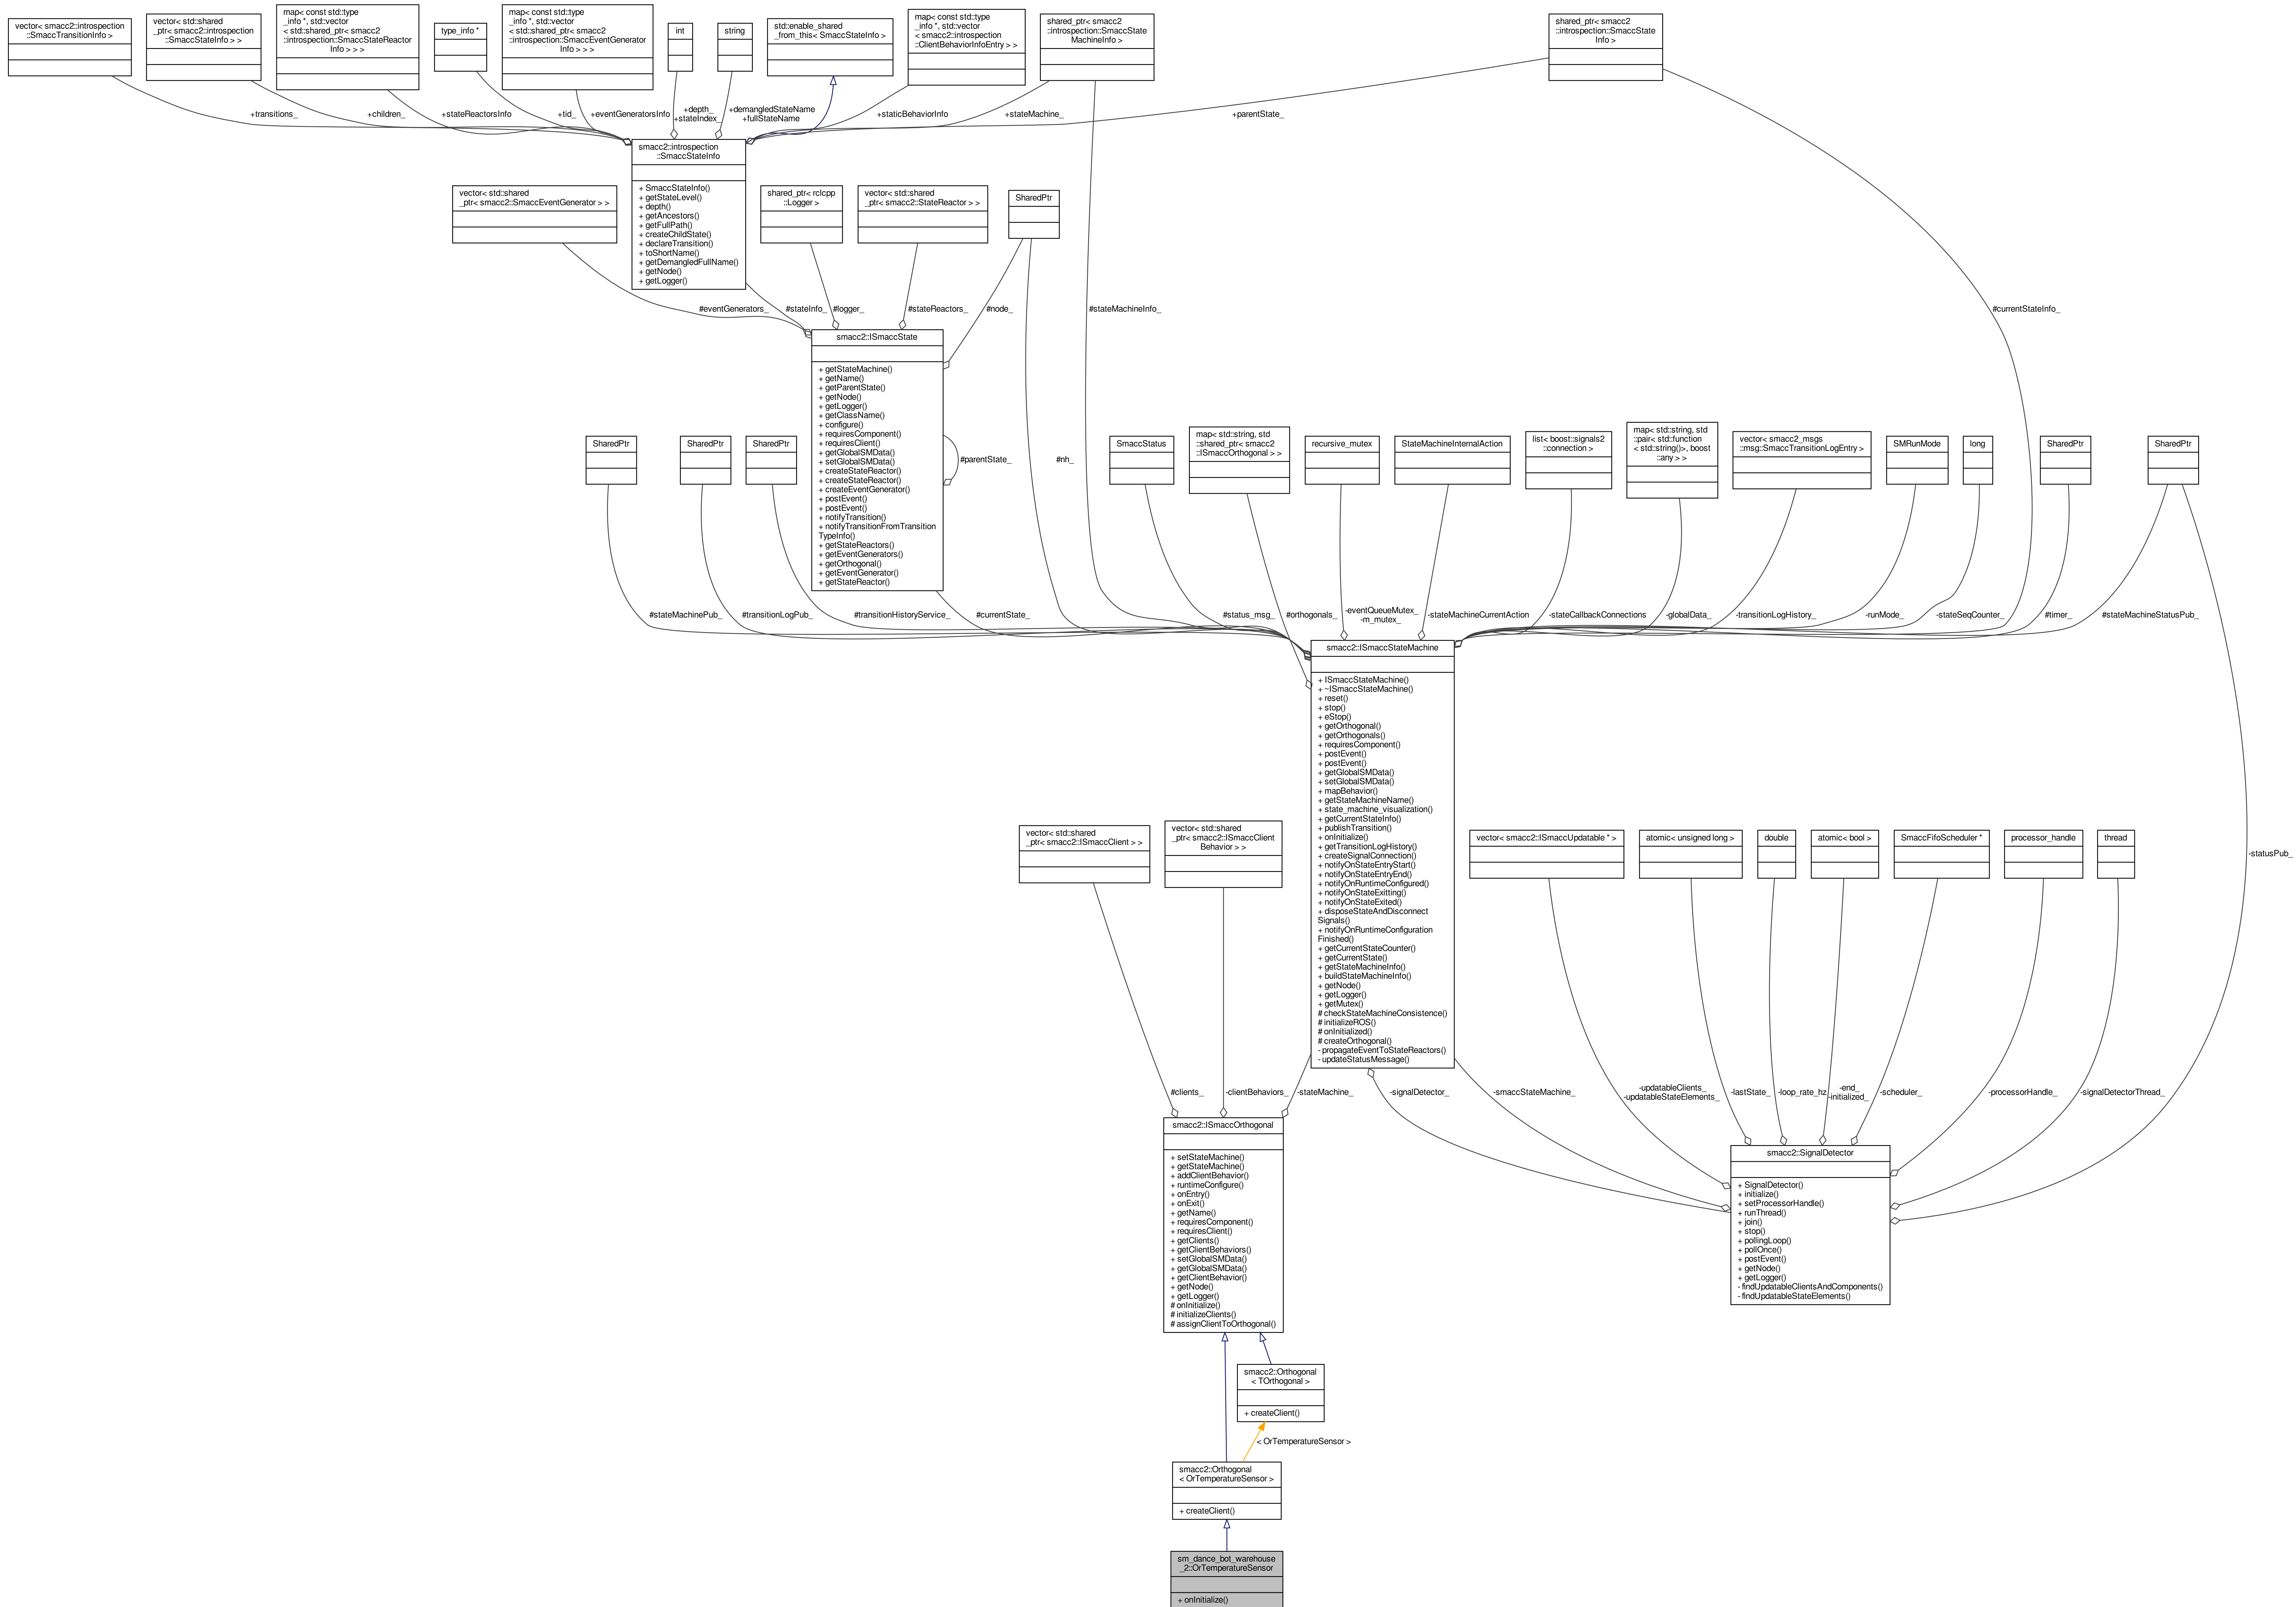 vector< smacc2::introspection
::SmaccTransitionInfo >
vector< std::shared
_ptr< smacc2::introspection
::SmaccStateInfo > >
map< const std::type
_info *, std::vector
< std::shared_ptr< smacc2
::introspection::SmaccStateReactor
Info > > >
type_info *
map< const std::type
_info *, std::vector
< std::shared_ptr< smacc2
::introspection::SmaccEventGenerator
Info > > >
int
string
std::enable_shared
_from_this< SmaccStateInfo >
map< const std::type
_info *, std::vector
< smacc2::introspection
::ClientBehaviorInfoEntry > >
shared_ptr< smacc2
::introspection::SmaccState
MachineInfo >
shared_ptr< smacc2
::introspection::SmaccState
Info >
+transitions_
+children_
+stateReactorsInfo
+tid_
+eventGeneratorsInfo
+depth_
+stateIndex_
+demangledStateName
+fullStateName
+staticBehaviorInfo
+stateMachine_
+parentState_
smacc2::introspection
::SmaccStateInfo
+ SmaccStateInfo()
+ getStateLevel()
+ depth()
+ getAncestors()
+ getFullPath()
+ createChildState()
+ declareTransition()
+ toShortName()
+ getDemangledFullName()
+ getNode()
+ getLogger()
vector< std::shared
_ptr< smacc2::SmaccEventGenerator > >
shared_ptr< rclcpp
::Logger >
vector< std::shared
_ptr< smacc2::StateReactor > >
SharedPtr
#eventGenerators_
#stateInfo_
#logger_
#stateReactors_
#node_
#stateMachineInfo_
#currentStateInfo_
smacc2::ISmaccState
+ getStateMachine()
+ getName()
+ getParentState()
+ getNode()
+ getLogger()
+ getClassName()
+ configure()
+ requiresComponent()
+ requiresClient()
+ getGlobalSMData()
+ setGlobalSMData()
+ createStateReactor()
+ createStateReactor()
+ createEventGenerator()
+ postEvent()
+ postEvent()
+ notifyTransition()
+ notifyTransitionFromTransition
TypeInfo()
+ getStateReactors()
+ getEventGenerators()
+ getOrthogonal()
+ getEventGenerator()
+ getStateReactor()
#parentState_
#nh_
SharedPtr
SharedPtr
SharedPtr
SmaccStatus
map< std::string, std
::shared_ptr< smacc2
::ISmaccOrthogonal > >
recursive_mutex
StateMachineInternalAction
list< boost::signals2
::connection >
map< std::string, std
::pair< std::function
< std::string()>, boost
::any > >
vector< smacc2_msgs
::msg::SmaccTransitionLogEntry >
SMRunMode
long
SharedPtr
SharedPtr
#stateMachinePub_
#transitionLogPub_
#transitionHistoryService_
#currentState_
#status_msg_
#orthogonals_
-eventQueueMutex_
-m_mutex_
-stateMachineCurrentAction
-stateCallbackConnections
-globalData_
-transitionLogHistory_
-runMode_
-stateSeqCounter_
#timer_
#stateMachineStatusPub_
smacc2::ISmaccStateMachine
+ ISmaccStateMachine()
+ ~ISmaccStateMachine()
+ reset()
+ stop()
+ eStop()
+ getOrthogonal()
+ getOrthogonals()
+ requiresComponent()
+ postEvent()
+ postEvent()
+ getGlobalSMData()
+ setGlobalSMData()
+ mapBehavior()
+ getStateMachineName()
+ state_machine_visualization()
+ getCurrentStateInfo()
+ publishTransition()
+ onInitialize()
+ getTransitionLogHistory()
+ createSignalConnection()
+ notifyOnStateEntryStart()
+ notifyOnStateEntryEnd()
+ notifyOnRuntimeConfigured()
+ notifyOnStateExitting()
+ notifyOnStateExited()
+ disposeStateAndDisconnect
Signals()
+ notifyOnRuntimeConfiguration
Finished()
+ getCurrentStateCounter()
+ getCurrentState()
+ getStateMachineInfo()
+ buildStateMachineInfo()
+ getNode()
+ getLogger()
+ getMutex()
# checkStateMachineConsistence()
# initializeROS()
# onInitialized()
# createOrthogonal()
- propagateEventToStateReactors()
- updateStatusMessage()
vector< std::shared
_ptr< smacc2::ISmaccClient > >
vector< std::shared
_ptr< smacc2::ISmaccClient
Behavior > >
vector< smacc2::ISmaccUpdatable * >
atomic< unsigned long >
double
atomic< bool >
SmaccFifoScheduler *
processor_handle
thread
-statusPub_
#clients_
-clientBehaviors_
-stateMachine_
-signalDetector_
-smaccStateMachine_
-updatableClients_
-updatableStateElements_
-lastState_
-loop_rate_hz
-end_
-initialized_
-scheduler_
-processorHandle_
-signalDetectorThread_
smacc2::ISmaccOrthogonal
+ setStateMachine()
+ getStateMachine()
+ addClientBehavior()
+ runtimeConfigure()
+ onEntry()
+ onExit()
+ getName()
+ requiresComponent()
+ requiresClient()
+ getClients()
+ getClientBehaviors()
+ setGlobalSMData()
+ getGlobalSMData()
+ getClientBehavior()
+ getNode()
+ getLogger()
# onInitialize()
# initializeClients()
# assignClientToOrthogonal()
smacc2::SignalDetector
+ SignalDetector()
+ initialize()
+ setProcessorHandle()
+ runThread()
+ join()
+ stop()
+ pollingLoop()
+ pollOnce()
+ postEvent()
+ getNode()
+ getLogger()
- findUpdatableClientsAndComponents()
- findUpdatableStateElements()
smacc2::Orthogonal
< TOrthogonal >
+ createClient()
< OrTemperatureSensor >
smacc2::Orthogonal
< OrTemperatureSensor >
+ createClient()
sm_dance_bot_warehouse
_2::OrTemperatureSensor
+ onInitialize()